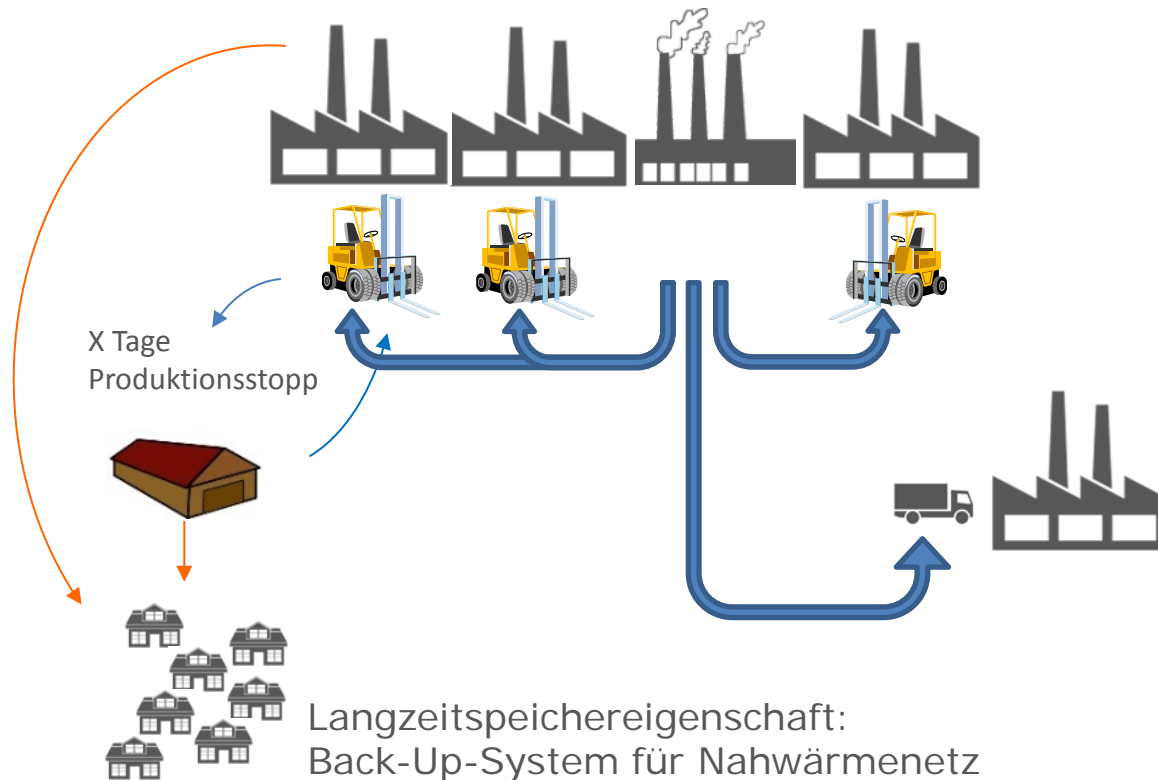 X Tage
Produktionsstopp
Langzeitspeichereigenschaft:
Back-Up-System für Nahwärmenetz